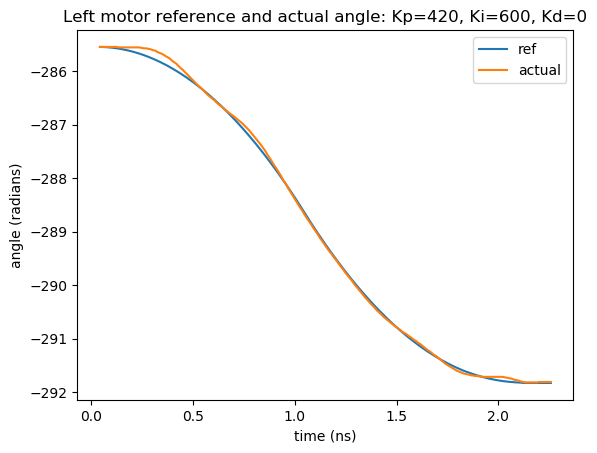 Left motor reference and actual angle: Kp=420, Ki=600, Kd=0
ref
actual
angle (radians)
−286
−287
−288
−289
−290
−291
−292
0.0
0.5
1.0
1.5
2.0
time (ns)